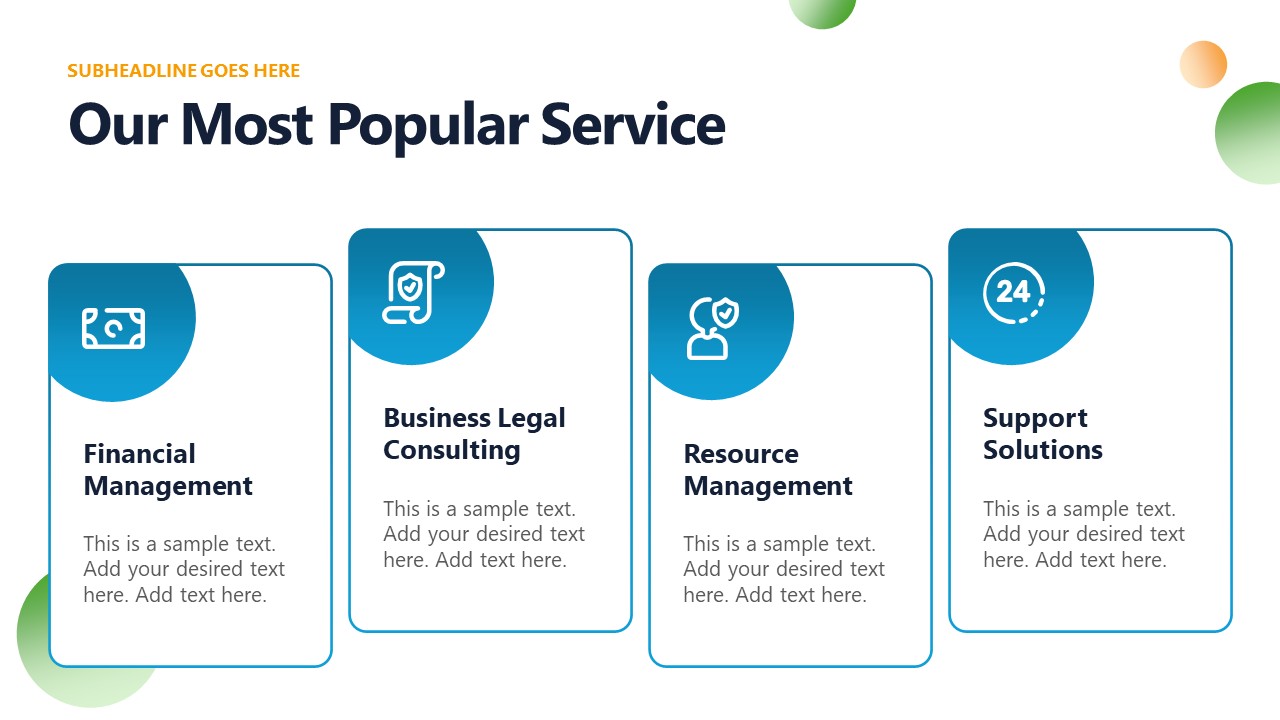 SUBHEADLINE GOES HERE
Our Most Popular Service
Financial
Management
This is a sample text.
Add your desired text
here. Add text here.
Business Legal
Consulting
This is a sample text.
Add your desired text
here. Add text here.
Resource
Management
This is a sample text.
Add your desired text
here. Add text here.
24
Support
Solutions
This is a sample text.
Add your desired text
here. Add text here.